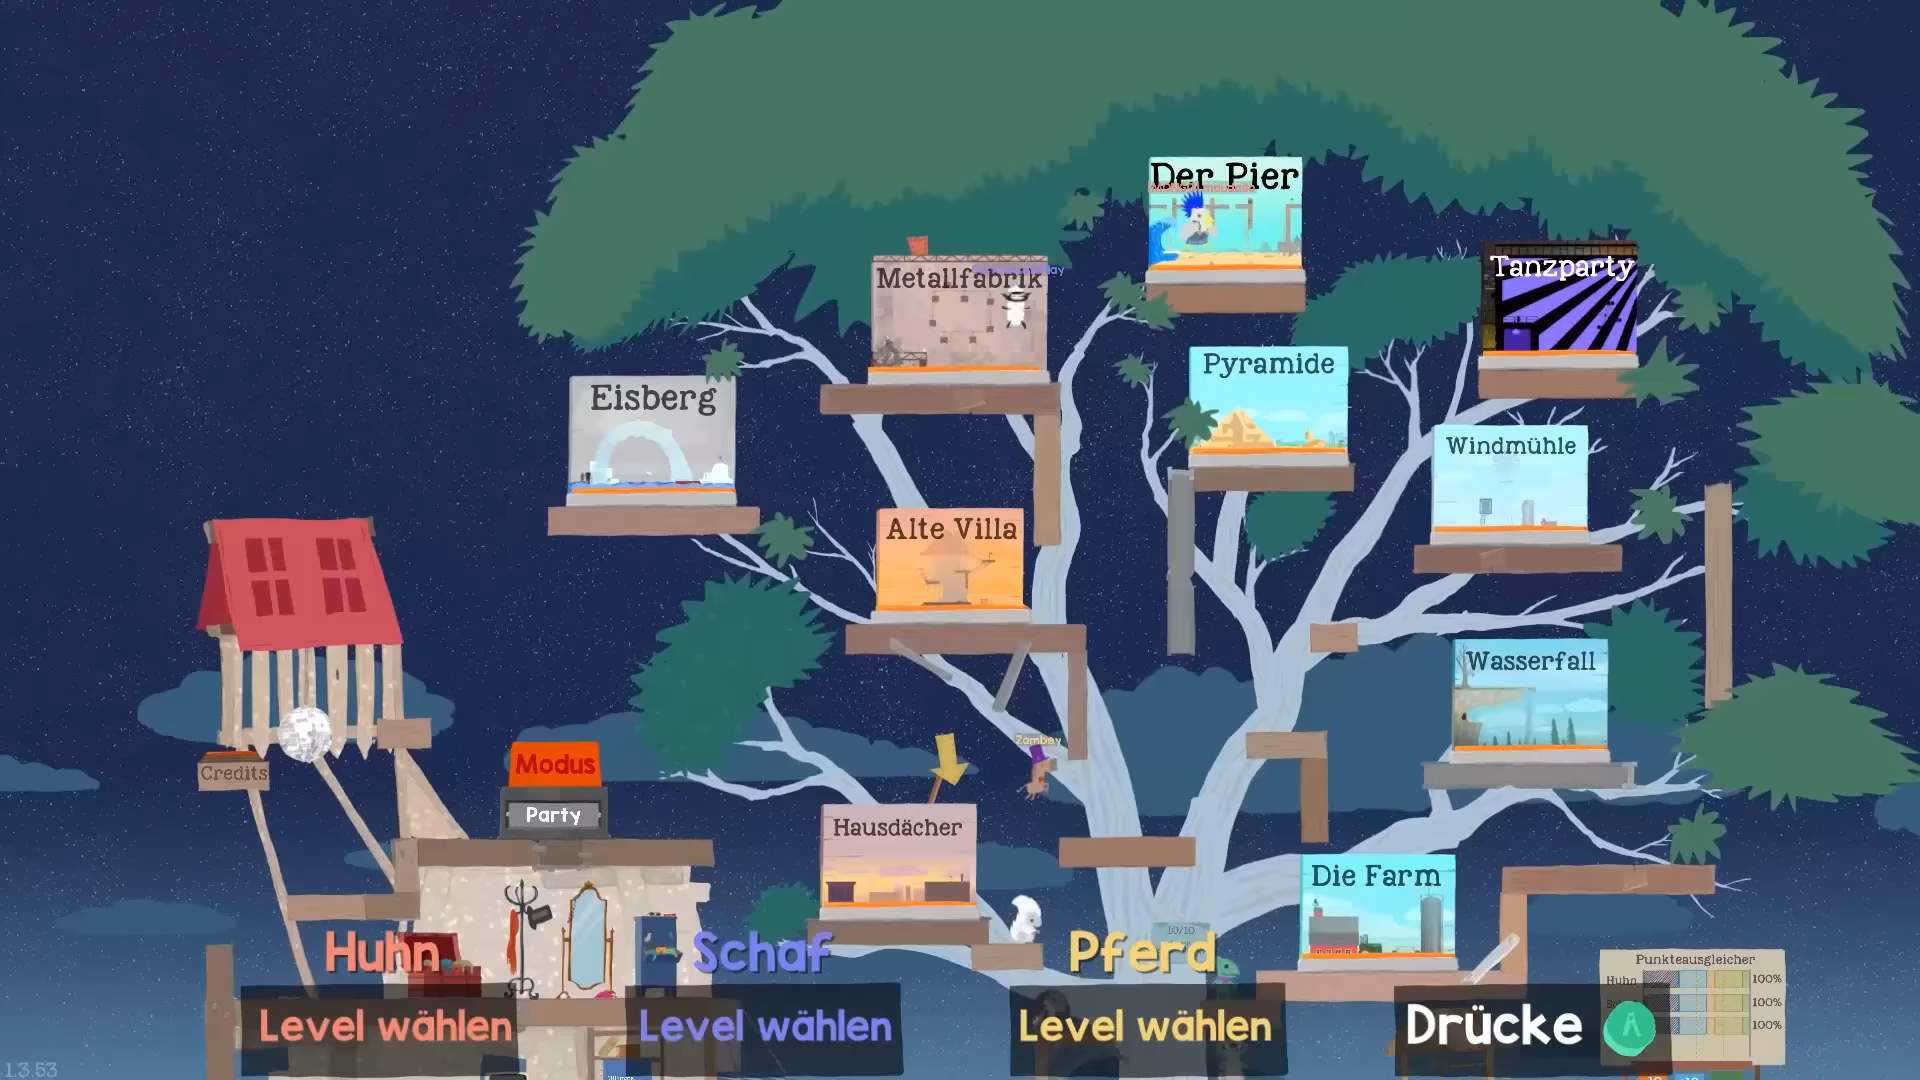 Der Pier
Metallfabrik
Tanzparty
Pyramide
Eisberg
Windmühle
Alte Villa
Wasserfall
Zombey
Modus
Credits
Party
Hausdächer
Die Farm
10/10
Huhn
Schaf
Pferd
Punkteausgleicher
Huhn
100%
100%
100%
Level wählen
Level wählen
Level wählen
Drücke A
1.3.53